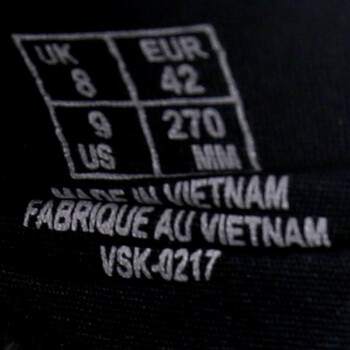 UK EUR
8 42
9 270
US MM
MADE IN VIETNAM
FABRIQUE AU VIETNAM
VSK-0217